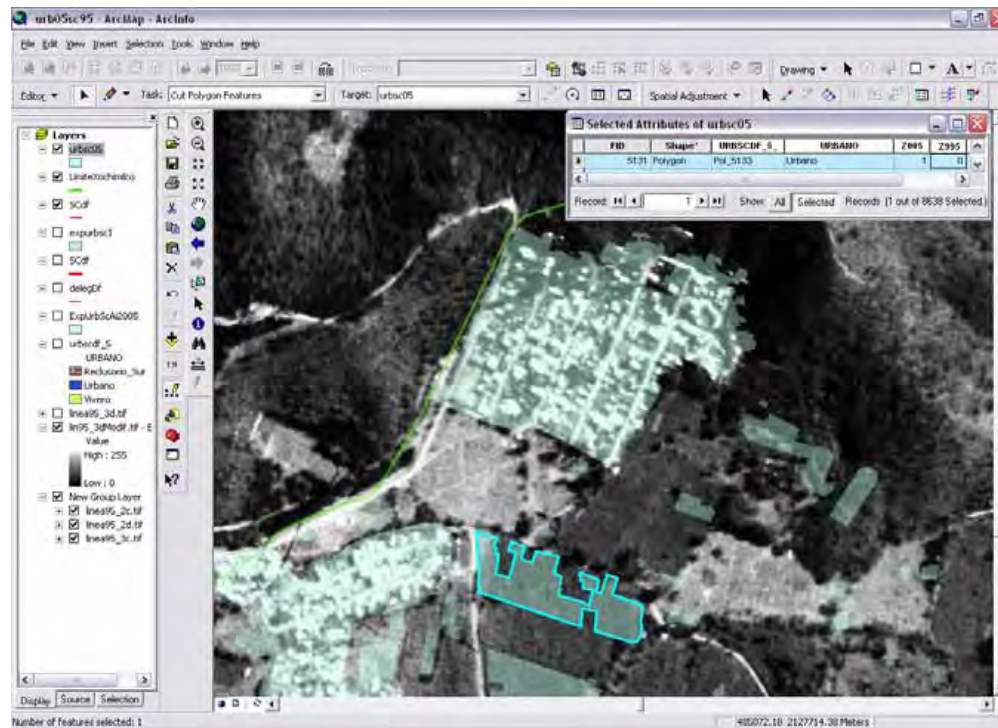 urb05sc95 - ArcMap - ArcInfo
File Edit View Insert Selection Tools Window Help
Drawing
A
Editor Task: Cut Polygon Features Target: urbsc05 Spatial Adjustment
Layers
urbsc05
LimiteXochimilco
SCdf
expurbsc1
SCdf
delegDf
ExpUrbScAi2005
urbscdf_S
URBANO
Reclusorio_Sur
Urbano
Vivero
linea95_3d.tif
lin95_3dModif.tif - E
Value
High : 255
Low : 0
New Group Layer
linea95_2c.tif
linea95_2d.tif
linea95_3c.tif
Selected Attributes of urbsc05
FID Shape* URBSCDF_S_ URBANO Z005 Z995
5131 Polygon Pol_5133 Urbano 1 0
Record: 1 Show: All Selected Records (1 out of 8638 Selected.)
Display Source Selection
Number of features selected: 1
485072.18 2127714.38 Meters